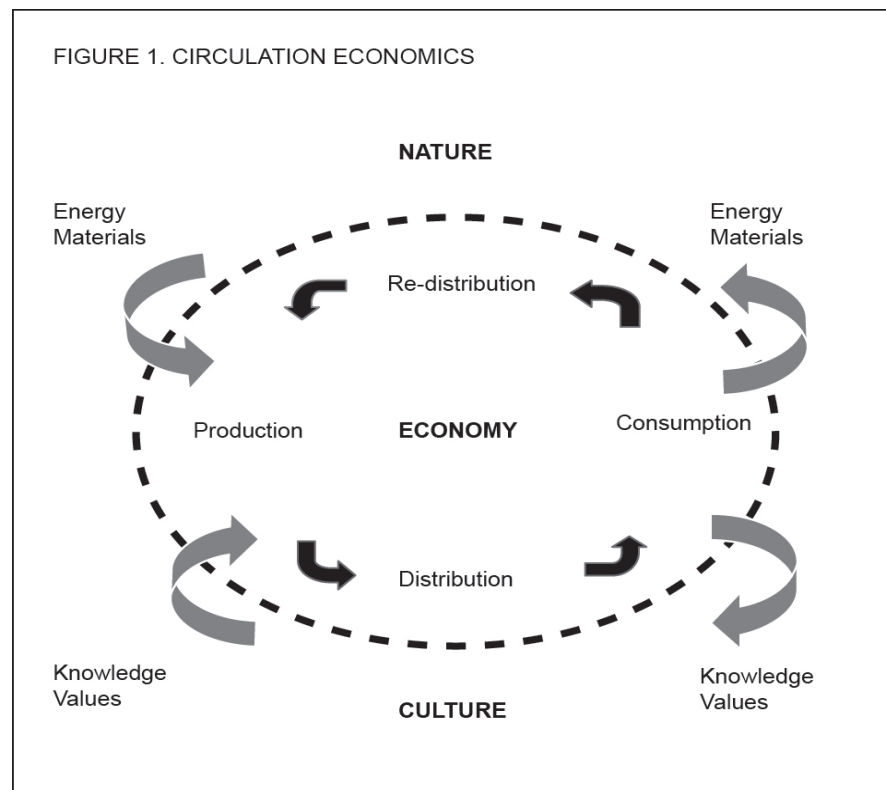 FIGURE 1. CIRCULATION ECONOMICS
NATURE
Energy
Materials
Energy
Materials
Re-distribution
Production
ECONOMY
Consumption
Distribution
Knowledge
Values
Knowledge
Values
CULTURE